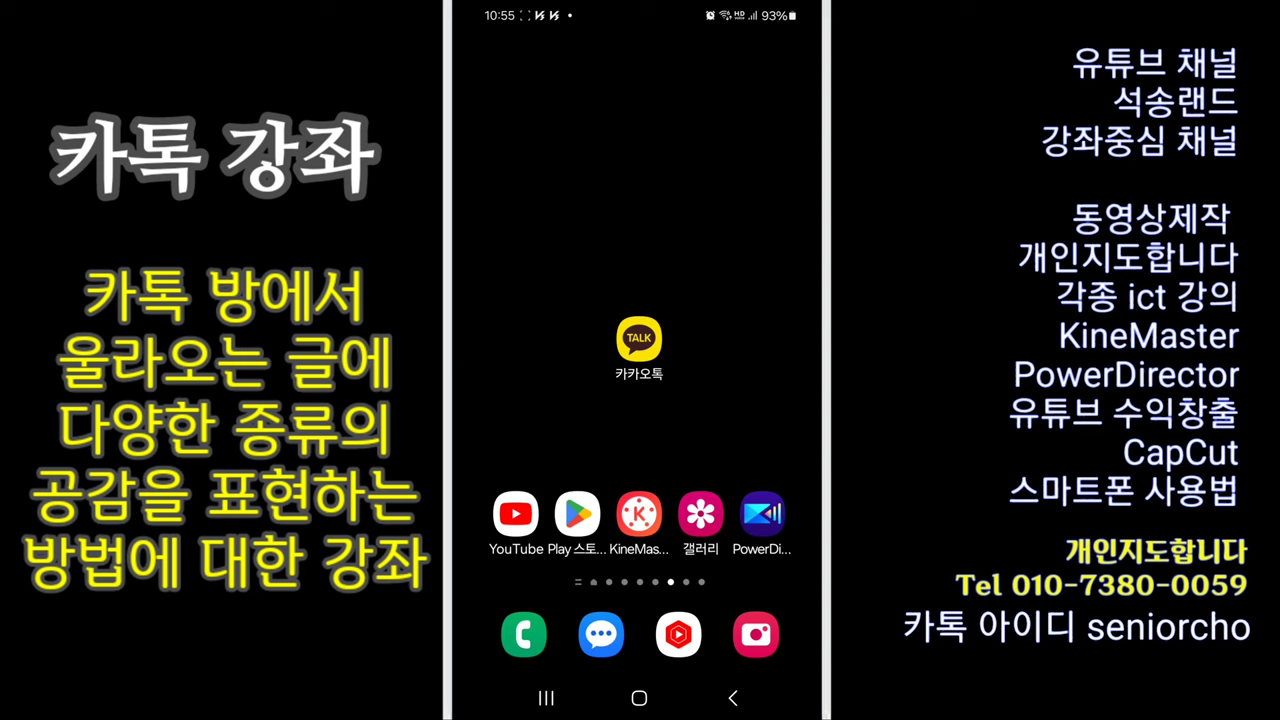 카톡 강좌
카톡 방에서
울라오는 글에
다양한 종류의
공감을 표현하는
방법에 대한 강좌
10:55
HD
93%
TALK
카카오톡
YouTube
Play 스토...
KineMas...
갤러리
PowerDi...
유튜브 채널
석송랜드
강좌중심 채널
동영상제작
개인지도합니다
각종 ict 강의
KineMaster
PowerDirector
유튜브 수익창출
CapCut
스마트폰 사용법
개인지도합니다
Tel 010-7380-0059
카톡 아이디 seniorcho